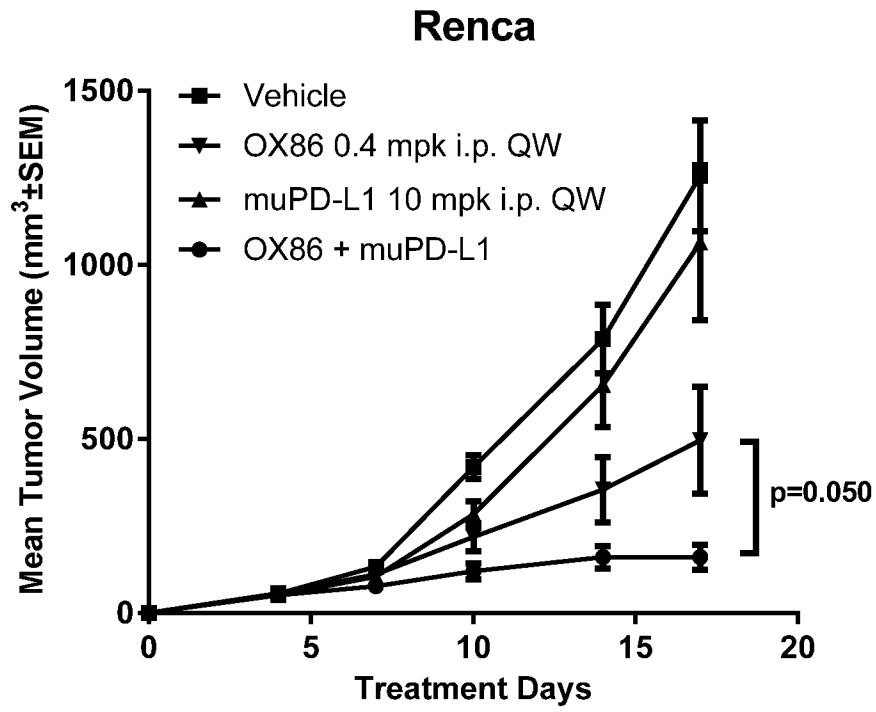 Renca
Mean Tumor Volume (mm³±SEM)
1500
1000
500
0
Vehicle
OX86 0.4 mpk i.p. QW
muPD-L1 10 mpk i.p. QW
OX86 + muPD-L1
p=0.050
0 5 10 15 20
Treatment Days